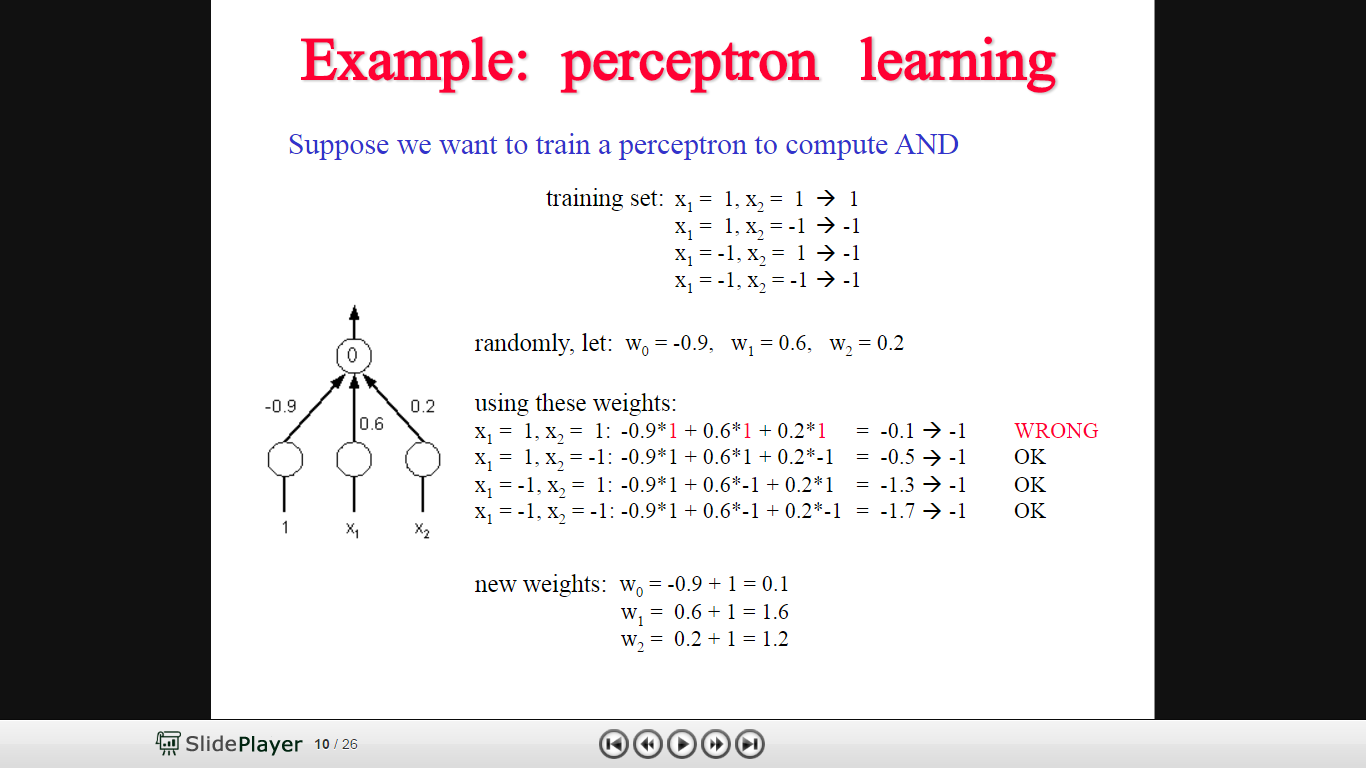 Example: perceptron learning
Suppose we want to train a perceptron to compute AND
training set: x₁ = 1, x₂ = 1 → 1
x₁ = 1, x₂ = -1 → -1
x₁ = -1, x₂ = 1 → -1
x₁ = -1, x₂ = -1 → -1
randomly, let: w₀ = -0.9, w₁ = 0.6, w₂ = 0.2
0
-0.9
0.6
0.2
1
x₁
x₂
using these weights:
x₁ = 1, x₂ = 1: -0.9*1 + 0.6*1 + 0.2*1 = -0.1 → -1 WRONG
x₁ = 1, x₂ = -1: -0.9*1 + 0.6*1 + 0.2*-1 = -0.5 → -1 OK
x₁ = -1, x₂ = 1: -0.9*1 + 0.6*-1 + 0.2*1 = -1.3 → -1 OK
x₁ = -1, x₂ = -1: -0.9*1 + 0.6*-1 + 0.2*-1 = -1.7 → -1 OK
new weights: w₀ = -0.9 + 1 = 0.1
w₁ = 0.6 + 1 = 1.6
w₂ = 0.2 + 1 = 1.2
SlidePlayer 10 / 26